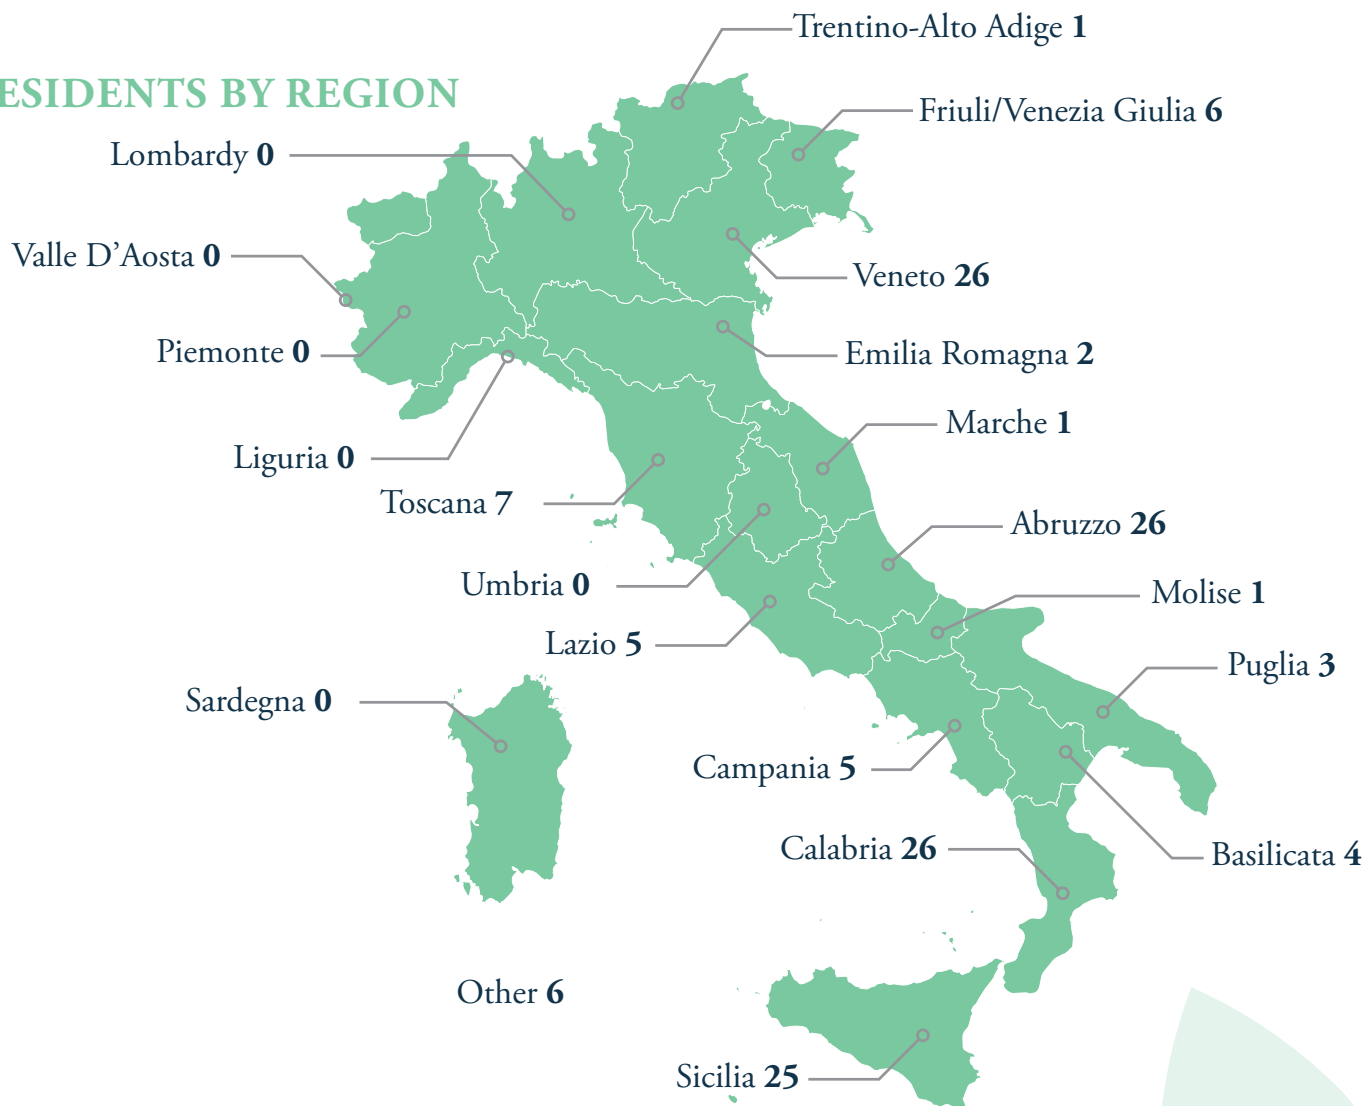 Trentino-Alto Adige 1
ESIDENTS BY REGION
Friuli/Venezia Giulia 6
Lombardy 0
Valle D’Aosta 0
Veneto 26
Piemonte 0
Emilia Romagna 2
Marche 1
Liguria 0
Toscana 7
Abruzzo 26
Umbria 0
Molise 1
Lazio 5
Puglia 3
Sardegna 0
Campania 5
Calabria 26
Basilicata 4
Other 6
Sicilia 25